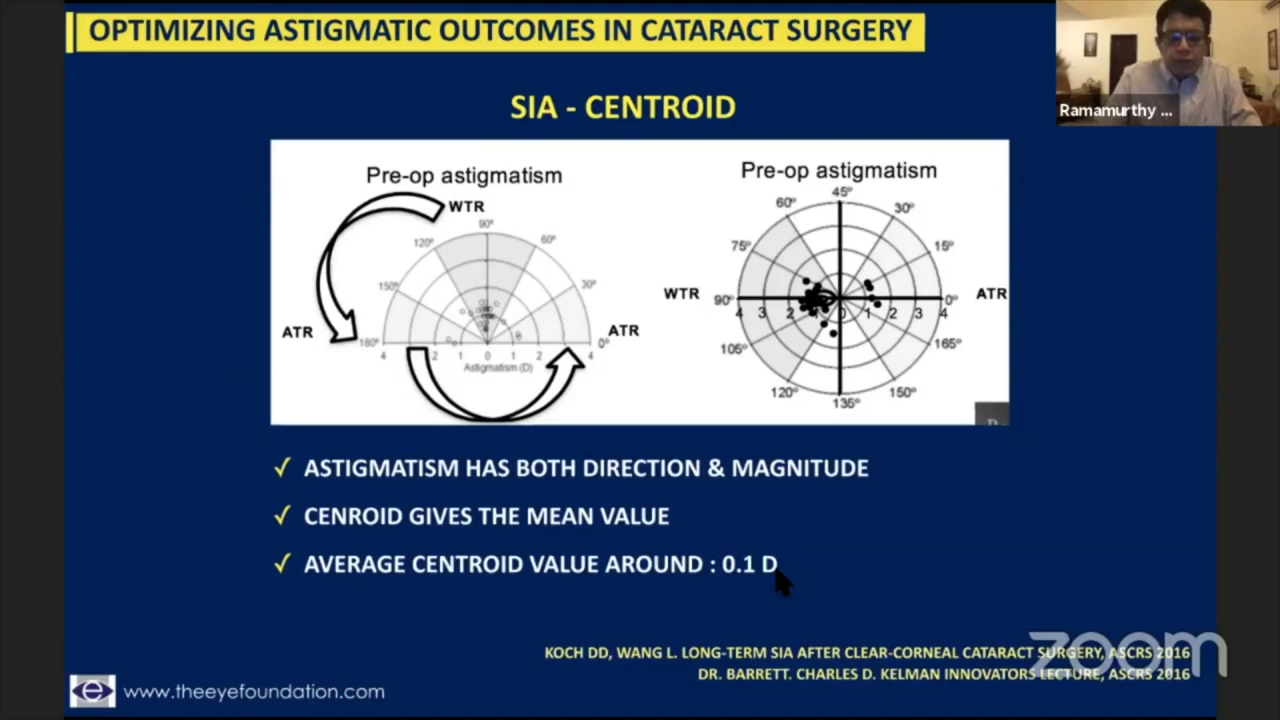 OPTIMIZING ASTIGMATIC OUTCOMES IN CATARACT SURGERY
Ramamurthy ...
SIA - CENTROID
Pre-op astigmatism
WTR
90°
120°
60°
150°
30°
ATR
180°
0°
ATR
4
2
1
0
1
2
4
Astigmatism (D)
Pre-op astigmatism
45°
60°
30°
75°
15°
WTR
90°
0°
ATR
4
3
2
1
0
1
2
3
4
105°
165°
120°
150°
135°
✓ ASTIGMATISM HAS BOTH DIRECTION & MAGNITUDE
✓ CENROID GIVES THE MEAN VALUE
✓ AVERAGE CENTROID VALUE AROUND : 0.1 D
KOCH DD, WANG L. LONG-TERM SIA AFTER CLEAR-CORNEAL CATARACT SURGERY, ASCRS 2016
DR. BARRETT. CHARLES D. KELMAN INNOVATORS LECTURE, ASCRS 2016
zoom
e www.theeyefoundation.com